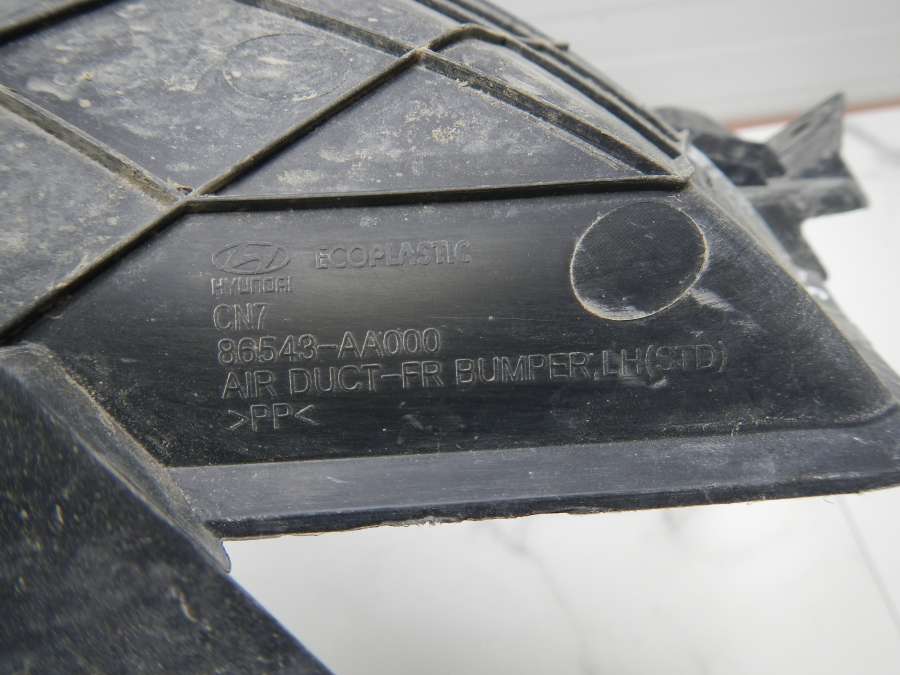 ECOPLASTIC
HYUNDAI
CN7
86543-AA000
AIR DUCT-FR BUMPER,LH(STD)
>PP<